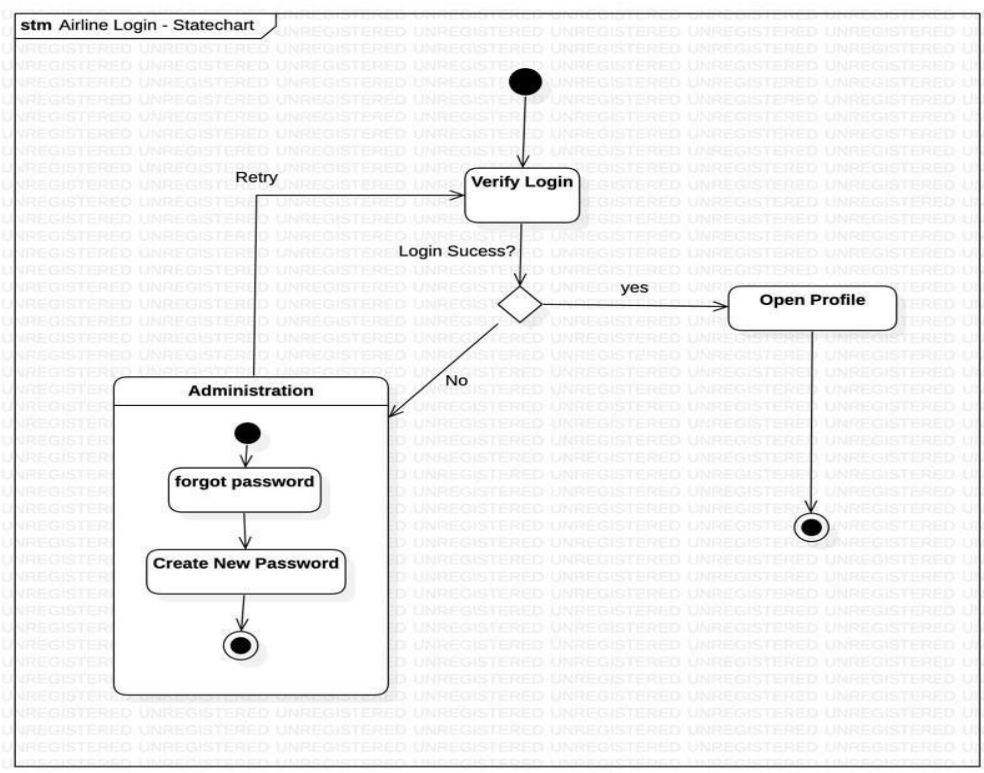 stm Airline Login - Statechart
Verify Login
Retry
Login Sucess?
yes
Open Profile
No
Administration
forgot password
Create New Password
UNREGISTERED